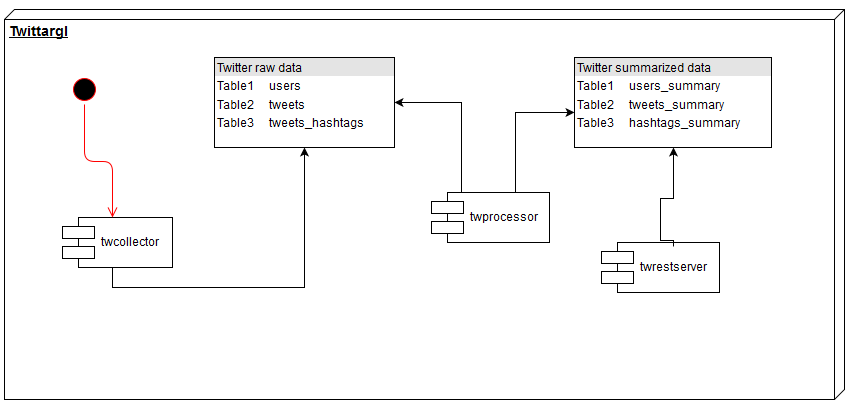 Twittargl
Twitter raw data
Table1 users
Table2 tweets
Table3 tweets_hashtags
Twitter summarized data
Table1 users_summary
Table2 tweets_summary
Table3 hashtags_summary
twprocessor
twcollector
twrestserver